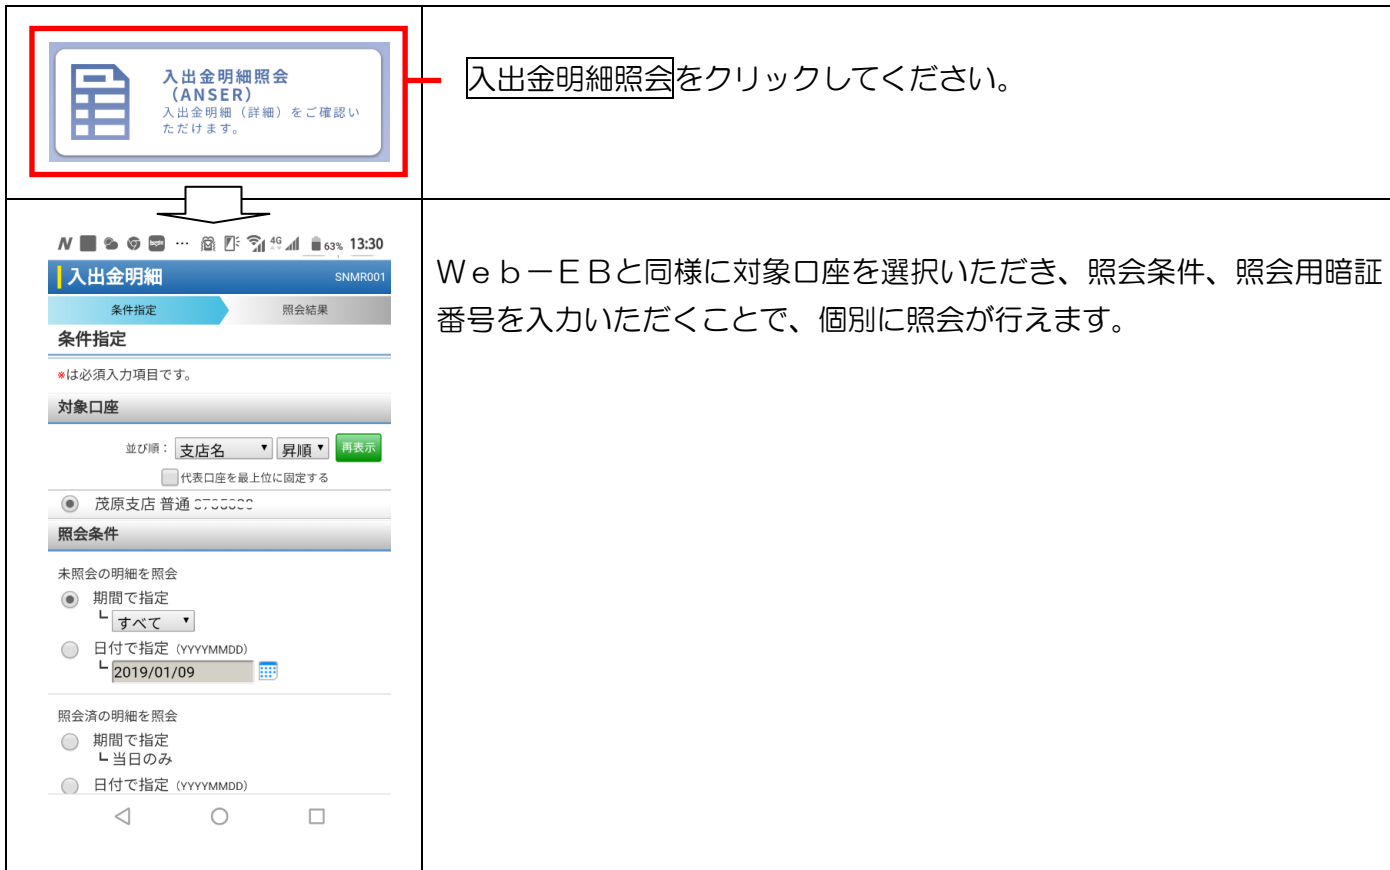 入出金明細照会
（ANSER）
入出金明細（詳細）をご確認い
ただけます。
入出金明細照会をクリックしてください。
63% 13:30
入出金明細 SNMR001
条件指定 照会結果
条件指定
*は必須入力項目です。
対象口座
並び順： 支店名 昇順 再表示
代表口座を最上位に固定する
茂原支店 普通
照会条件
未照会の明細を照会
期間で指定
┗ すべて
日付で指定（YYYYMMDD）
┗ 2019/01/09
照会済の明細を照会
期間で指定
┗ 当日のみ
日付で指定（YYYYMMDD）
Ｗｅｂ－ＥＢと同様に対象口座を選択いただき、照会条件、照会用暗証
番号を入力いただくことで、個別に照会が行えます。